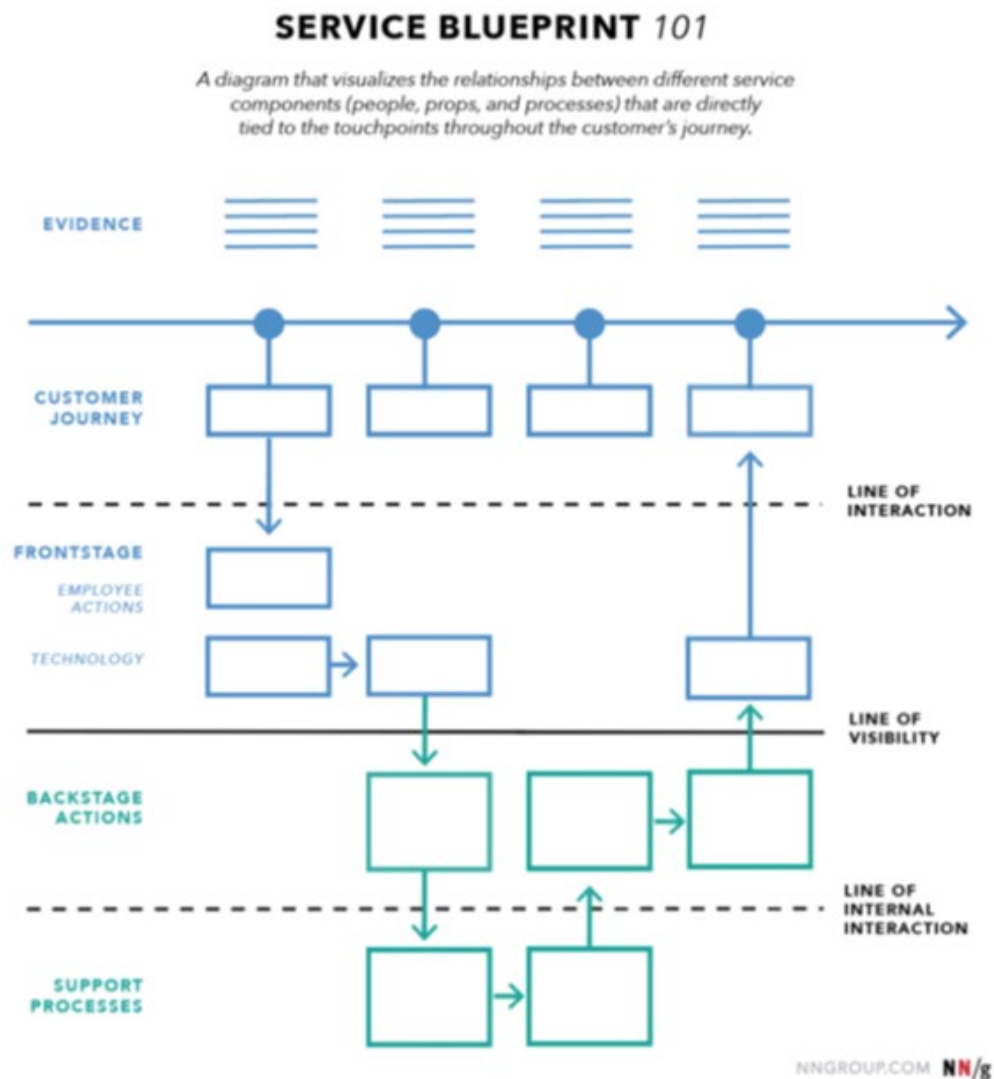 SERVICE BLUEPRINT 101
A diagram that visualizes the relationships between different service
components (people, props, and processes) that are directly
tied to the touchpoints throughout the customer's journey.
EVIDENCE
CUSTOMER
JOURNEY
LINE OF
INTERACTION
FRONTSTAGE
EMPLOYEE
ACTIONS
TECHNOLOGY
LINE OF
VISIBILITY
BACKSTAGE
ACTIONS
LINE OF
INTERNAL
INTERACTION
SUPPORT
PROCESSES
NNGROUP.COM NN/g